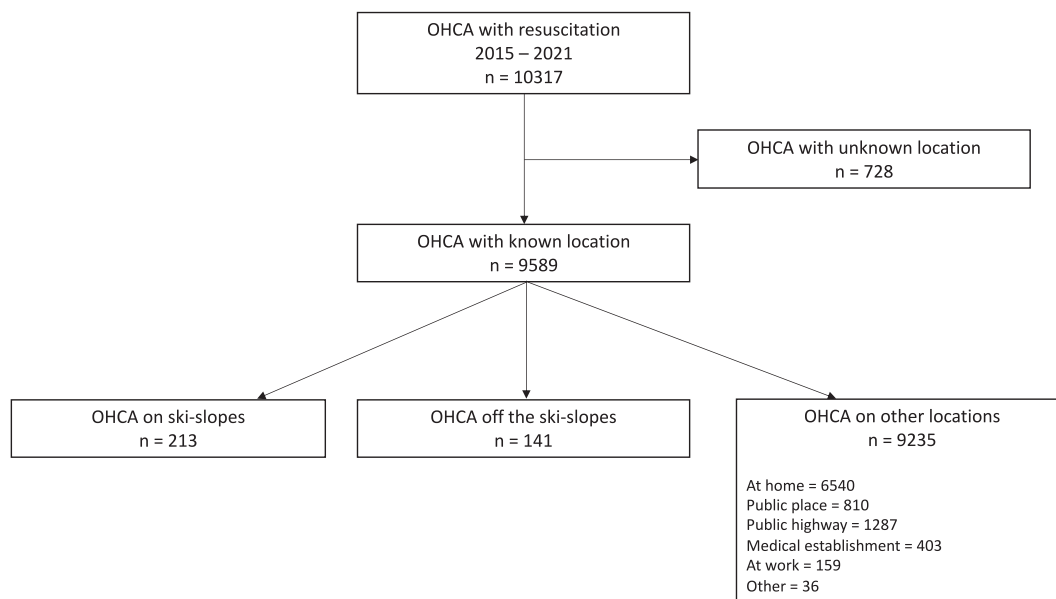 OHCA with resuscitation
2015 – 2021
n = 10317
OHCA with unknown location
n = 728
OHCA with known location
n = 9589
OHCA on ski-slopes
n = 213
OHCA off the ski-slopes
n = 141
OHCA on other locations
n = 9235
At home = 6540
Public place = 810
Public highway = 1287
Medical establishment = 403
At work = 159
Other = 36